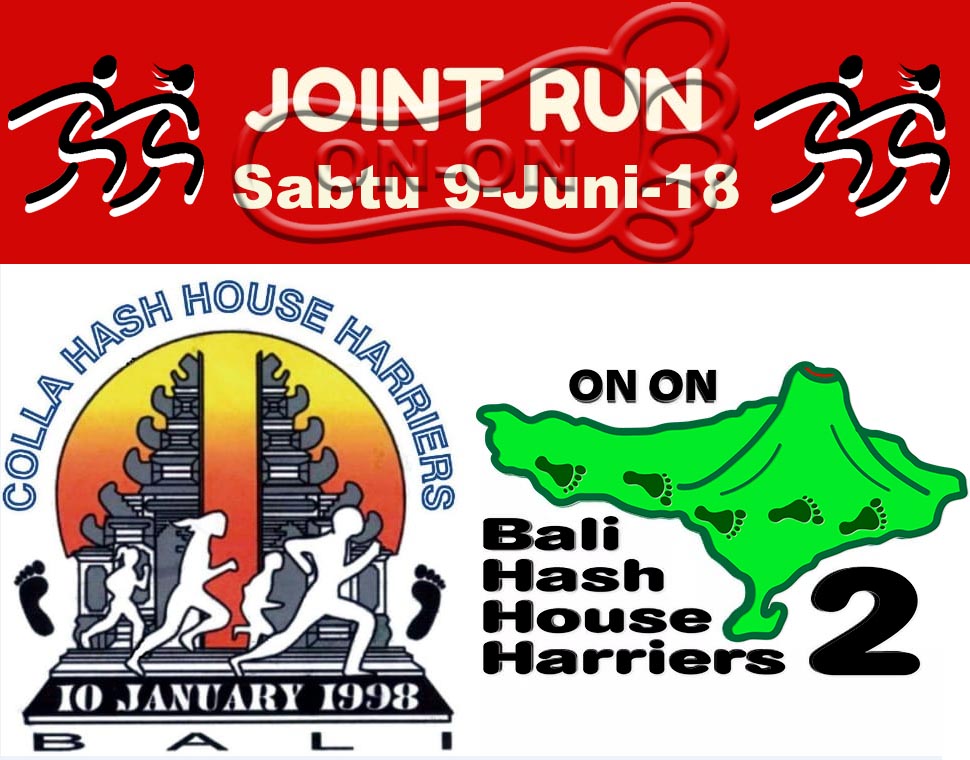 JOINT RUN
ON-ON
Sabtu 9-Juni-18
COLLA HASH HOUSE HARRIERS
10 JANUARY 1998
BALI
ON ON
Bali
Hash
House
Harriers 2